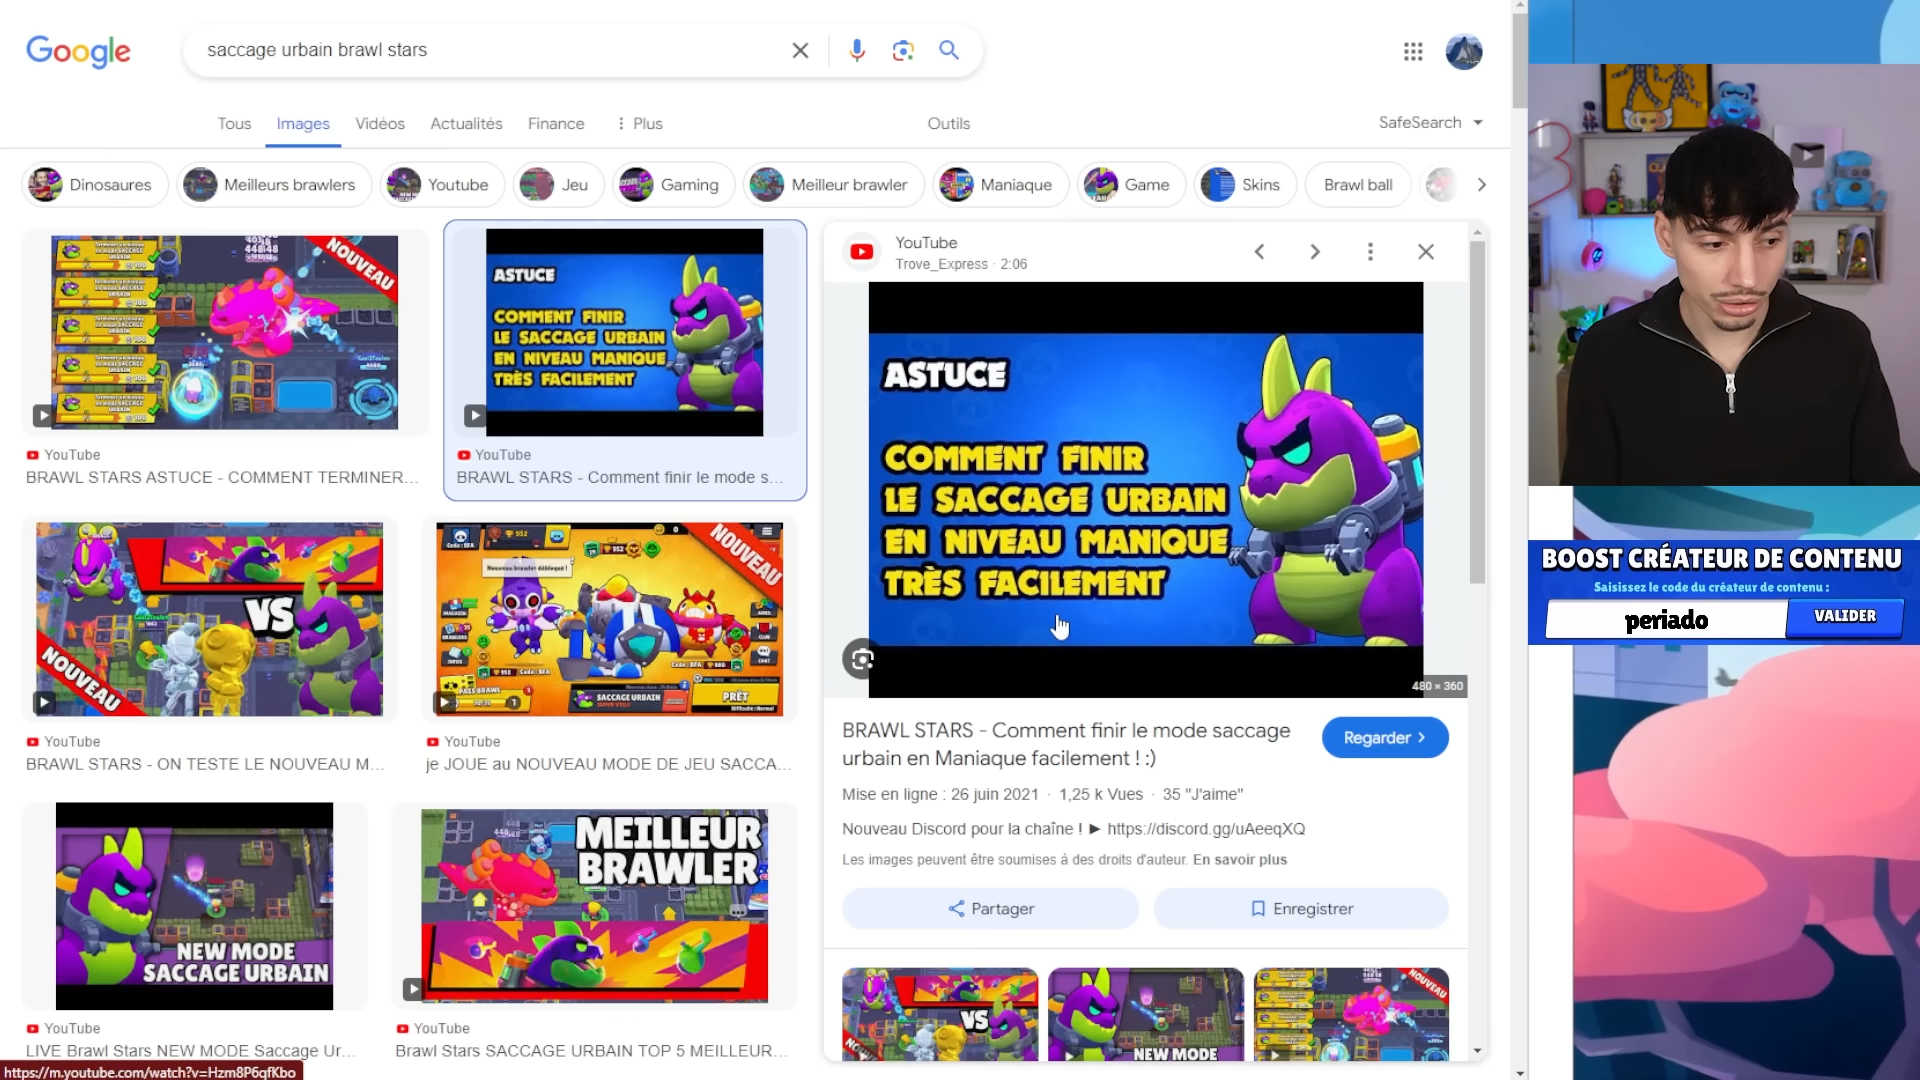 Google
saccage urbain brawl stars
Tous
Images
Vidéos
Actualités
Finance
Plus
Outils
SafeSearch
Dinosaures
Meilleurs brawlers
Youtube
Jeu
Gaming
Meilleur brawler
Maniaque
Game
Skins
Brawl ball
NOUVEAU
YouTube
BRAWL STARS ASTUCE - COMMENT TERMINER...
ASTUCE
COMMENT FINIR
LE SACCAGE URBAIN
EN NIVEAU MANIQUE
TRÈS FACILEMENT
YouTube
BRAWL STARS - Comment finir le mode s...
VS
NOUVEAU
YouTube
BRAWL STARS - ON TESTE LE NOUVEAU M...
NOUVEAU
Nouveau brawler débloqué !
SACCAGE URBAIN
PRÊT
YouTube
je JOUE au NOUVEAU MODE DE JEU SACCA...
NEW MODE
SACCAGE URBAIN
YouTube
LIVE Brawl Stars NEW MODE Saccage Ur...
MEILLEUR
BRAWLER
YouTube
Brawl Stars SACCAGE URBAIN TOP 5 MEILLEUR...
YouTube
Trove_Express · 2:06
ASTUCE
COMMENT FINIR
LE SACCAGE URBAIN
EN NIVEAU MANIQUE
TRÈS FACILEMENT
480 × 360
BRAWL STARS - Comment finir le mode saccage
urbain en Maniaque facilement ! :)
Regarder
Mise en ligne : 26 juin 2021 · 1,25 k Vues · 35 "J'aime"
Nouveau Discord pour la chaîne ! ► https://discord.gg/uAeeqXQ
Les images peuvent être soumises à des droits d'auteur. En savoir plus
Partager
Enregistrer
VS
NEW MODE
NOUVEAU
BOOST CRÉATEUR DE CONTENU
Saisissez le code du créateur de contenu :
periado
VALIDER
https://m.youtube.com/watch?v=Hzm8P6qfKbo